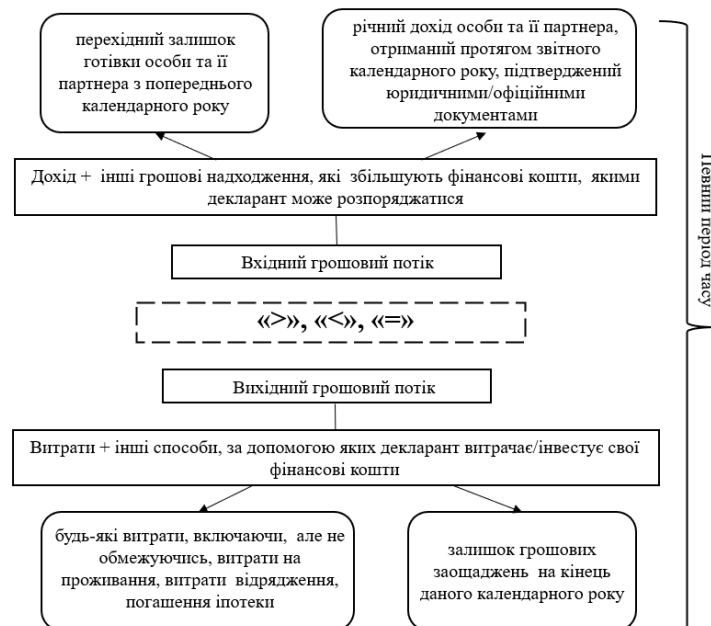 перехідний залишок
готівки особи та її
партнера з попереднього
календарного року
річний дохід особи та її партнера,
отриманий протягом звітного
календарного року, підтверджений
юридичними/офіційними
документами
Дохід + інші грошові надходження, які збільшують фінансові кошти, якими
декларант може розпоряджатися
Вхідний грошовий потік
«>», «<», «=»
Вихідний грошовий потік
Витрати + інші способи, за допомогою яких декларант витрачає/інвестує свої
фінансові кошти
будь-які витрати, включаючи, але не
обмежуючись, витрати на
проживання, витрати відрядження,
погашення іпотеки
залишок грошових
заощаджень на кінець
даного календарного року
Певний період часу